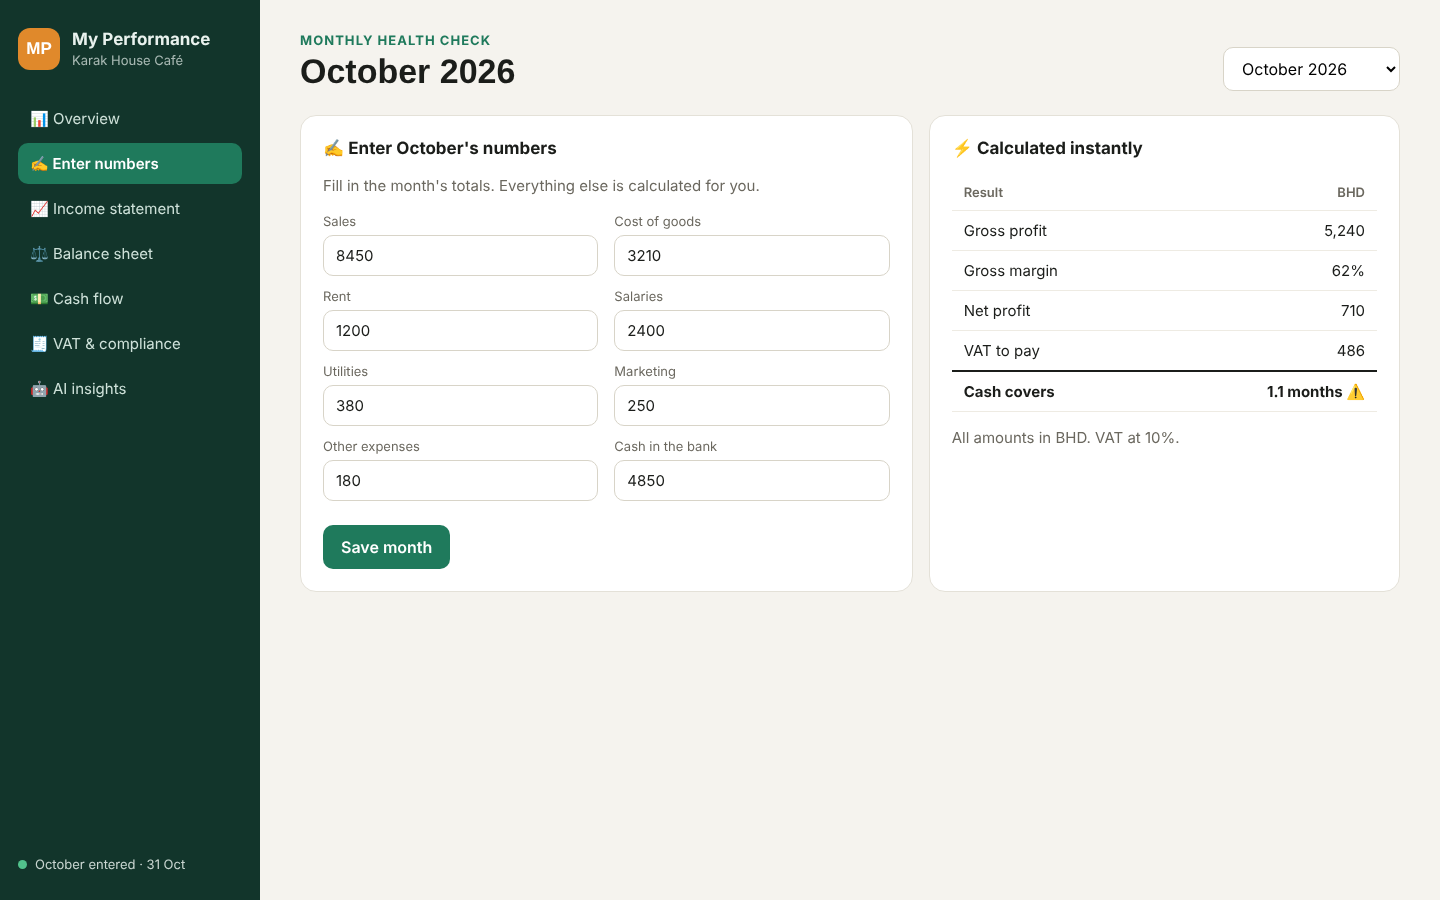 MP
My Performance
Karak House Café
📊 Overview
✍️ Enter numbers
📈 Income statement
⚖️ Balance sheet
💵 Cash flow
🧾 VAT & compliance
🤖 AI insights
October entered · 31 Oct
MONTHLY HEALTH CHECK
October 2026
October 2026
✍️ Enter October's numbers
Fill in the month's totals. Everything else is calculated for you.
Sales
Cost of goods
8450
3210
Rent
Salaries
1200
2400
Utilities
Marketing
380
250
Other expenses
Cash in the bank
180
4850
Save month
⚡ Calculated instantly
Result BHD
Gross profit 5,240
Gross margin 62%
Net profit 710
VAT to pay 486
Cash covers 1.1 months ⚠️
All amounts in BHD. VAT at 10%.